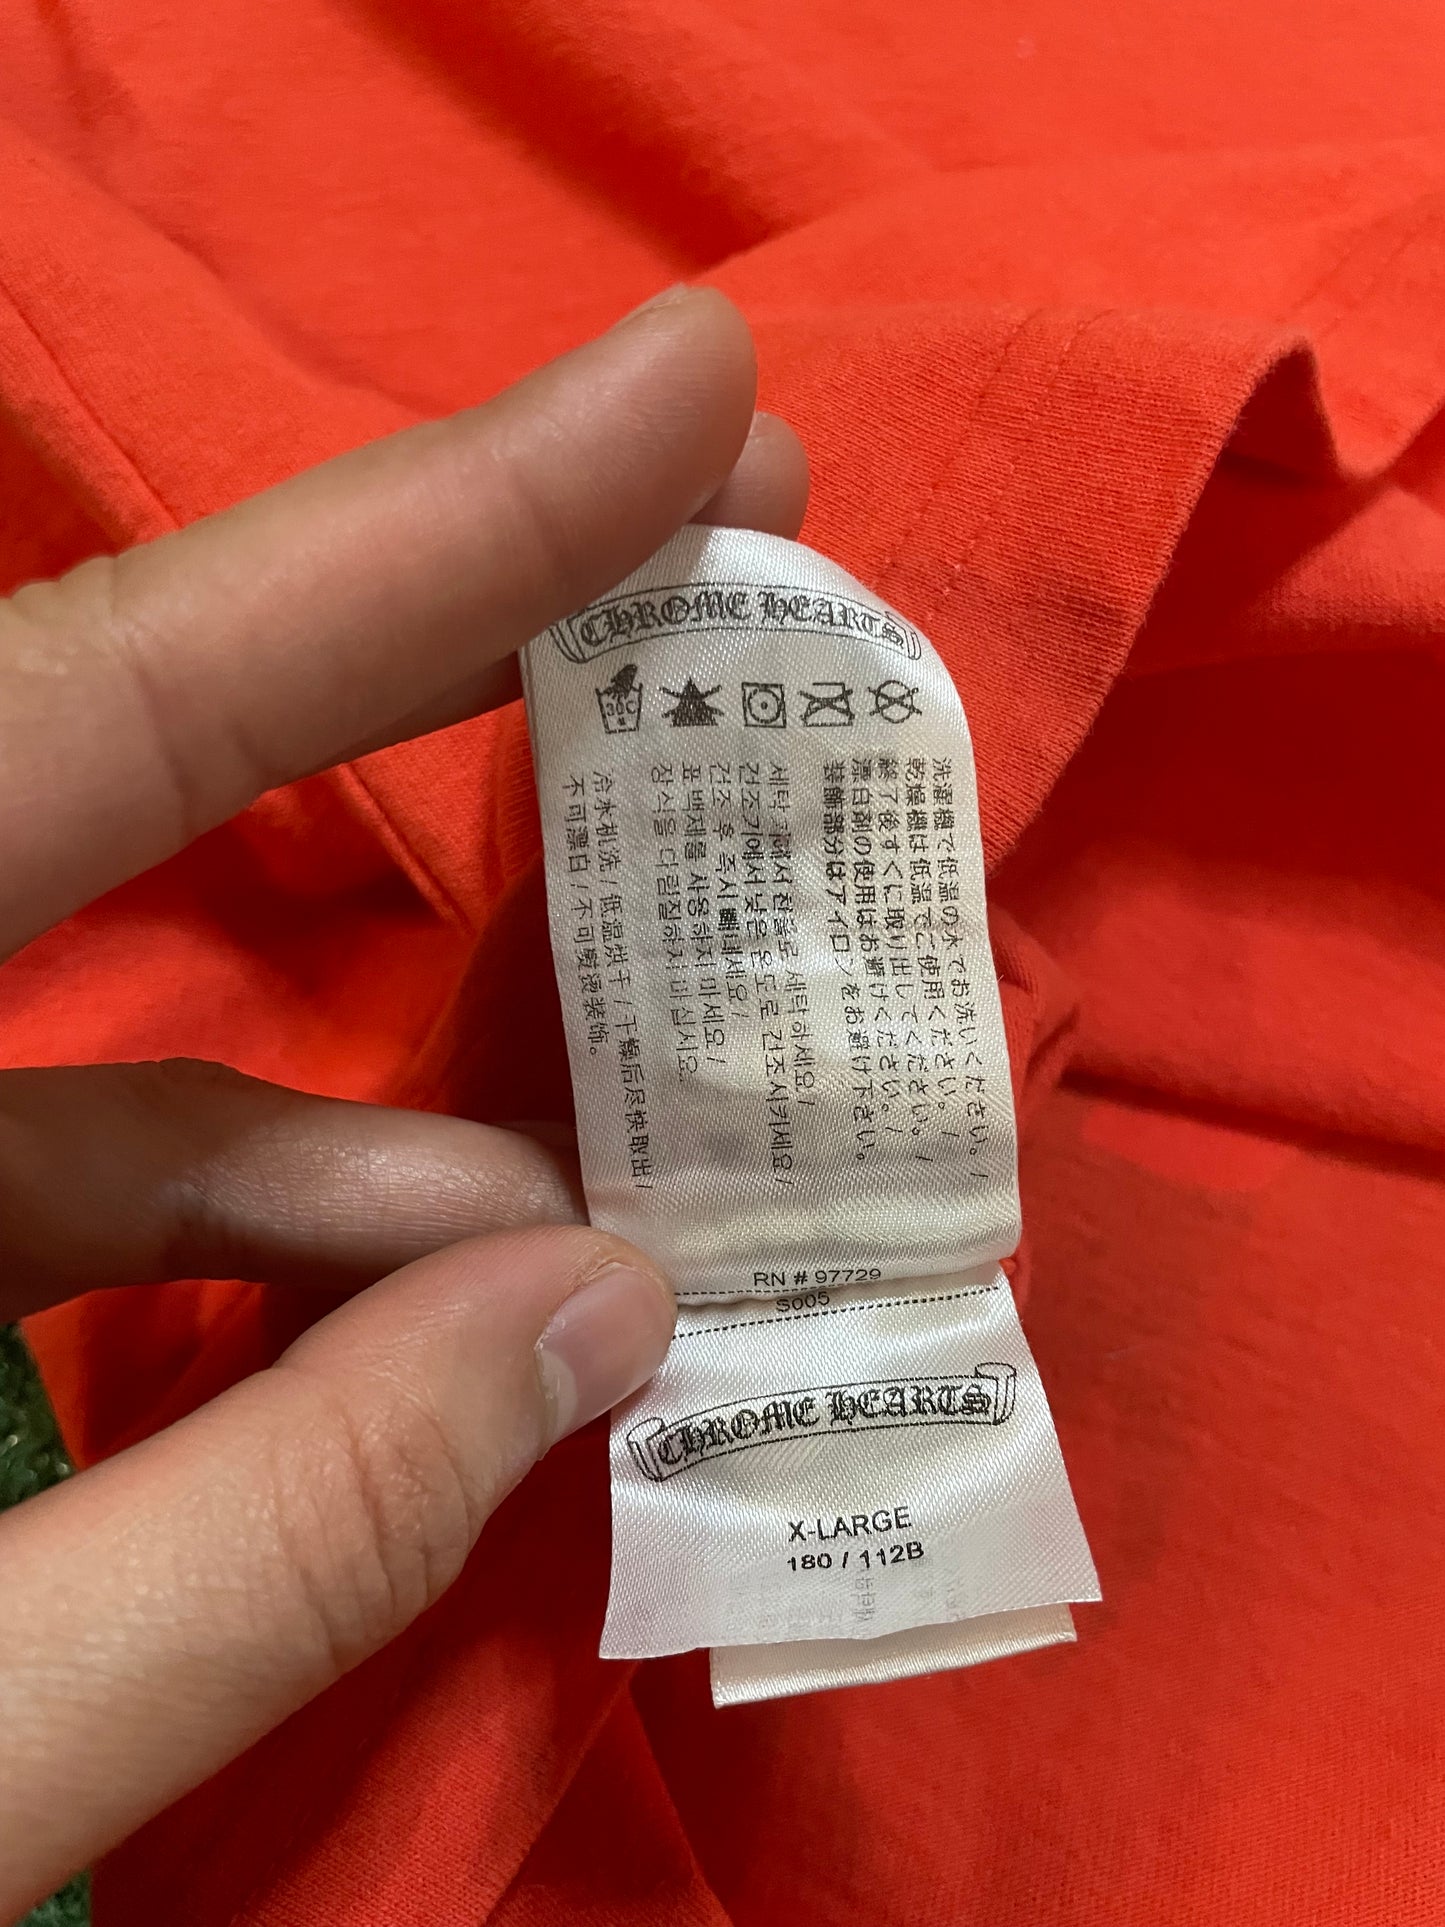 CHROME HEARTS
30C
洗濯機で低温の水でお洗いください。/
乾燥機は低温でご使用ください。/
終了後すぐに取り出してください。/
漂白剤の使用はお避けください。/
装飾部分はアイロンをお避け下さい。
세탁기에서 찬물로 세탁하세요/
건조기에서 낮은 온도로 건조시키세요/
건조 후 즉시 빼내세요/
표백제를 사용하지 마세요/
장식을 다림질하지 마십시요.
冷水机洗/低温烘干/干燥后尽快取出/
不可漂白/不可熨烫装饰。
RN # 97729
S005
CHROME HEARTS
X-LARGE
180 / 112B